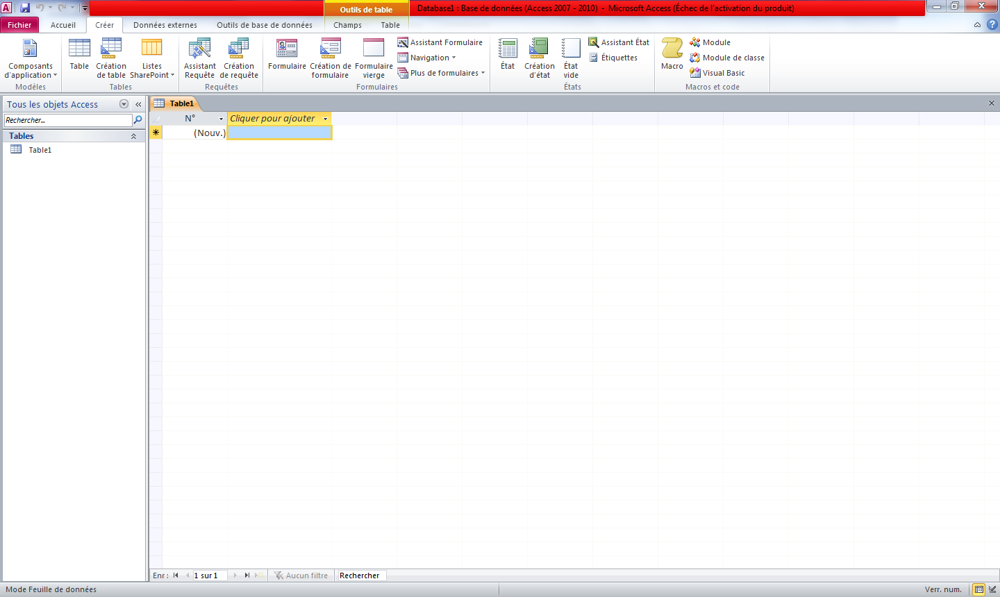 Outils de table
Database1 : Base de données (Access 2007 - 2010) - Microsoft Access (Échec de l'activation du produit)
Fichier Accueil Créer Données externes Outils de base de données Champs Table
Composants d'application
Table
Création de table
Listes SharePoint
Assistant Requête
Création de requête
Formulaire
Création de formulaire
Formulaire vierge
Assistant Formulaire
Navigation
Plus de formulaires
État
Création d'état
État vide
Assistant État
Étiquettes
Macro
Module
Module de classe
Visual Basic
Modèles Tables Requêtes Formulaires États Macros et code
Tous les objets Access
Rechercher...
Tables
Table1
Table1
N° Cliquer pour ajouter
(Nouv.)
Enr : 1 sur 1 Aucun filtre Rechercher
Mode Feuille de données Verr. num.